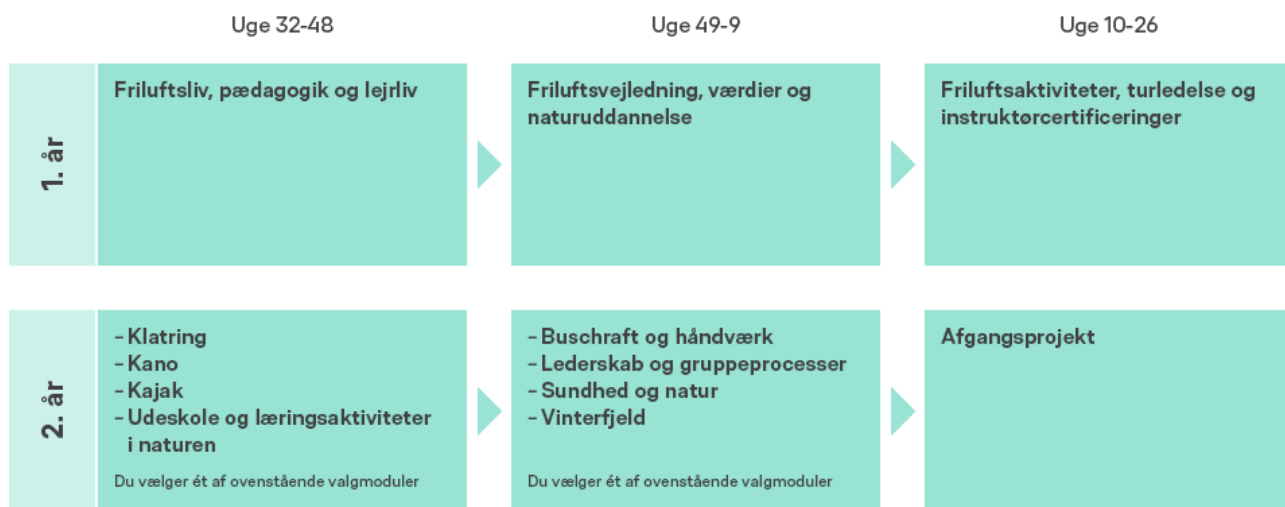 Uge 32-48
Uge 49-9
Uge 10-26
1. år
Friluftsliv, pædagogik og lejrliv
Friluftsvejledning, værdier og
naturuddannelse
Friluftsaktiviteter, turledelse og
instruktørcertificeringer
2. år
– Klatring
– Kano
– Kajak
– Udeskole og læringsaktiviteter
i naturen
Du vælger ét af ovenstående valgmoduler
– Buschraft og håndværk
– Lederskab og gruppeprocesser
– Sundhed og natur
– Vinterfjeld
Du vælger ét af ovenstående valgmoduler
Afgangsprojekt